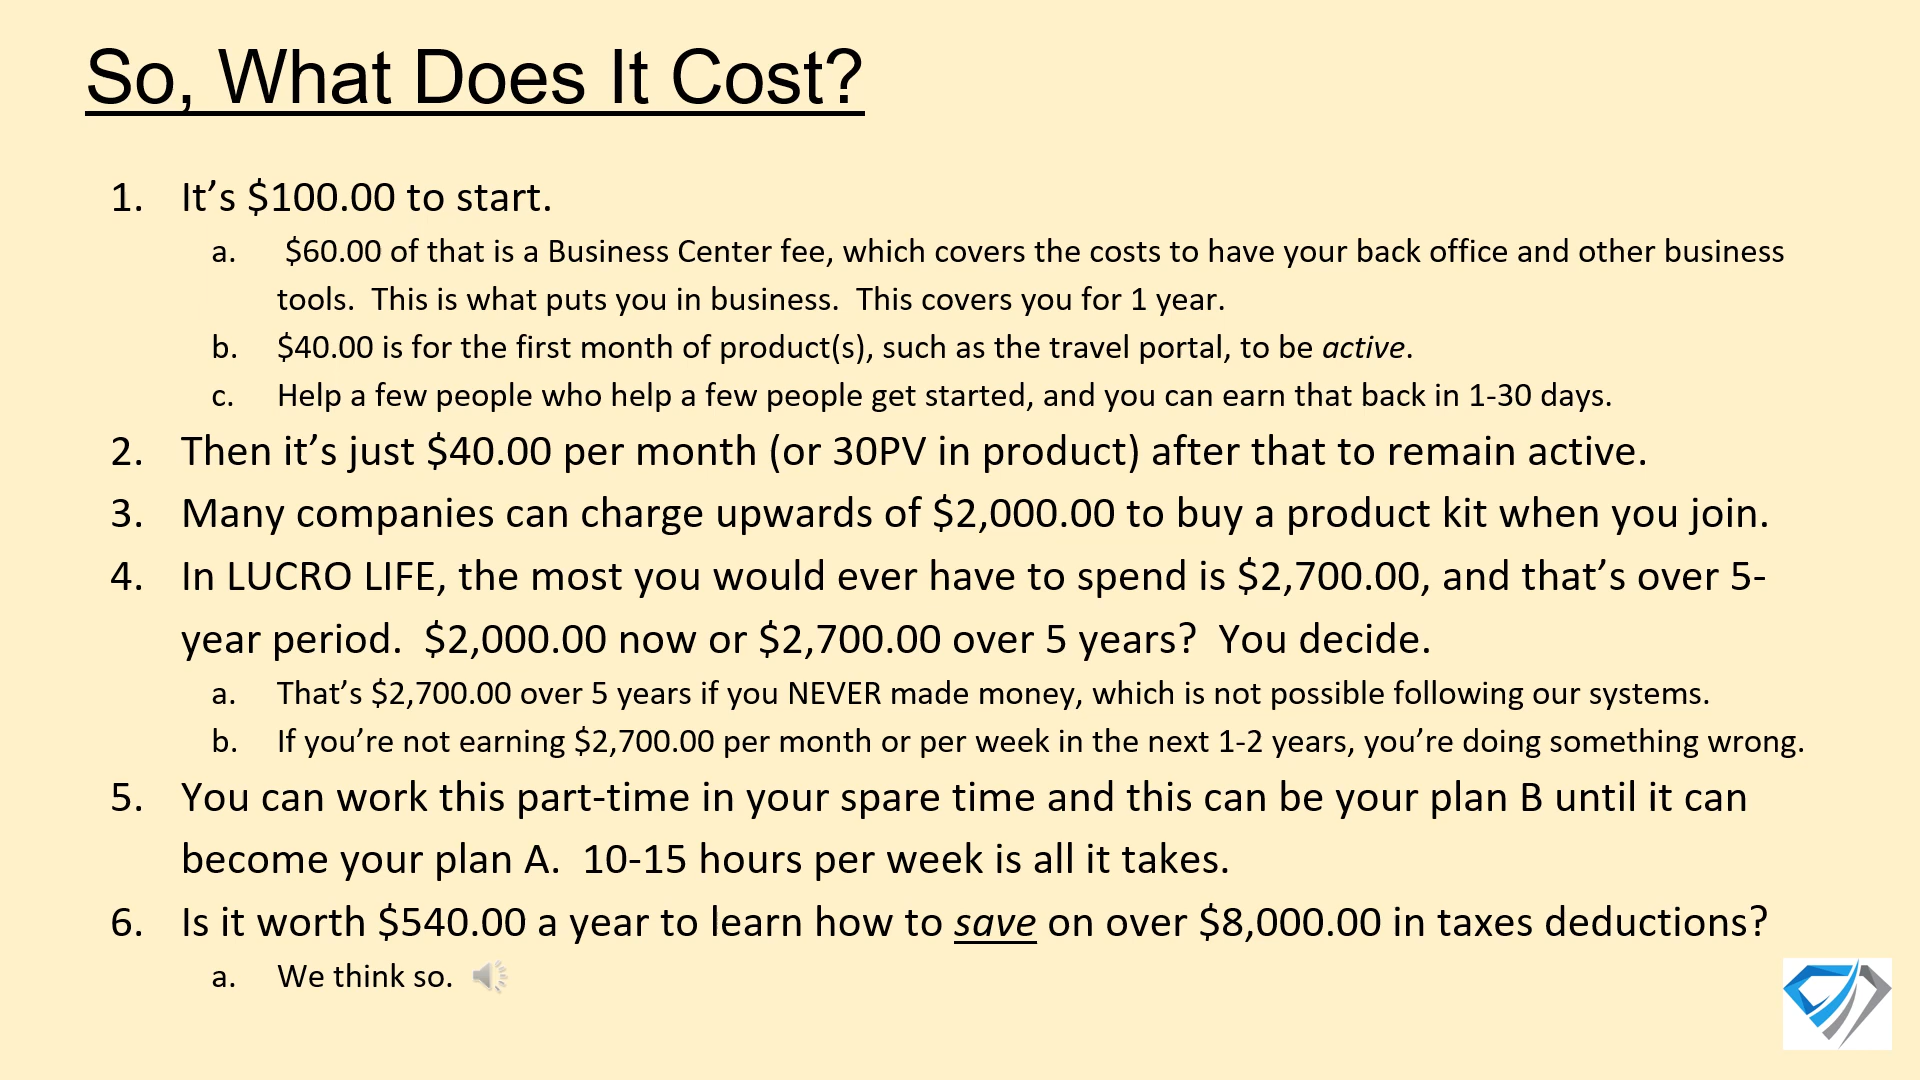 So, What Does It Cost?
1. It’s $100.00 to start.
a. $60.00 of that is a Business Center fee, which covers the costs to have your back office and other business
tools. This is what puts you in business. This covers you for 1 year.
b. $40.00 is for the first month of product(s), such as the travel portal, to be active.
c. Help a few people who help a few people get started, and you can earn that back in 1-30 days.
2. Then it’s just $40.00 per month (or 30PV in product) after that to remain active.
3. Many companies can charge upwards of $2,000.00 to buy a product kit when you join.
4. In LUCRO LIFE, the most you would ever have to spend is $2,700.00, and that’s over 5-
year period. $2,000.00 now or $2,700.00 over 5 years? You decide.
a. That’s $2,700.00 over 5 years if you NEVER made money, which is not possible following our systems.
b. If you’re not earning $2,700.00 per month or per week in the next 1-2 years, you’re doing something wrong.
5. You can work this part-time in your spare time and this can be your plan B until it can
become your plan A. 10-15 hours per week is all it takes.
6. Is it worth $540.00 a year to learn how to save on over $8,000.00 in taxes deductions?
a. We think so.